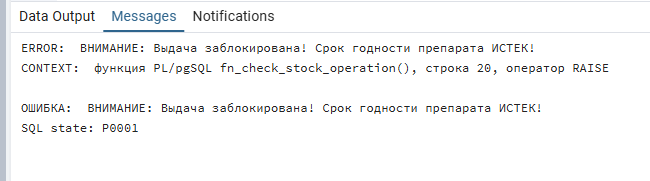 Data Output Messages Notifications
ERROR:  ВНИМАНИЕ: Выдача заблокирована! Срок годности препарата ИСТЕК!
CONTEXT:  функция PL/pgSQL fn_check_stock_operation(), строка 20, оператор RAISE
ОШИБКА:  ВНИМАНИЕ: Выдача заблокирована! Срок годности препарата ИСТЕК!
SQL state: P0001